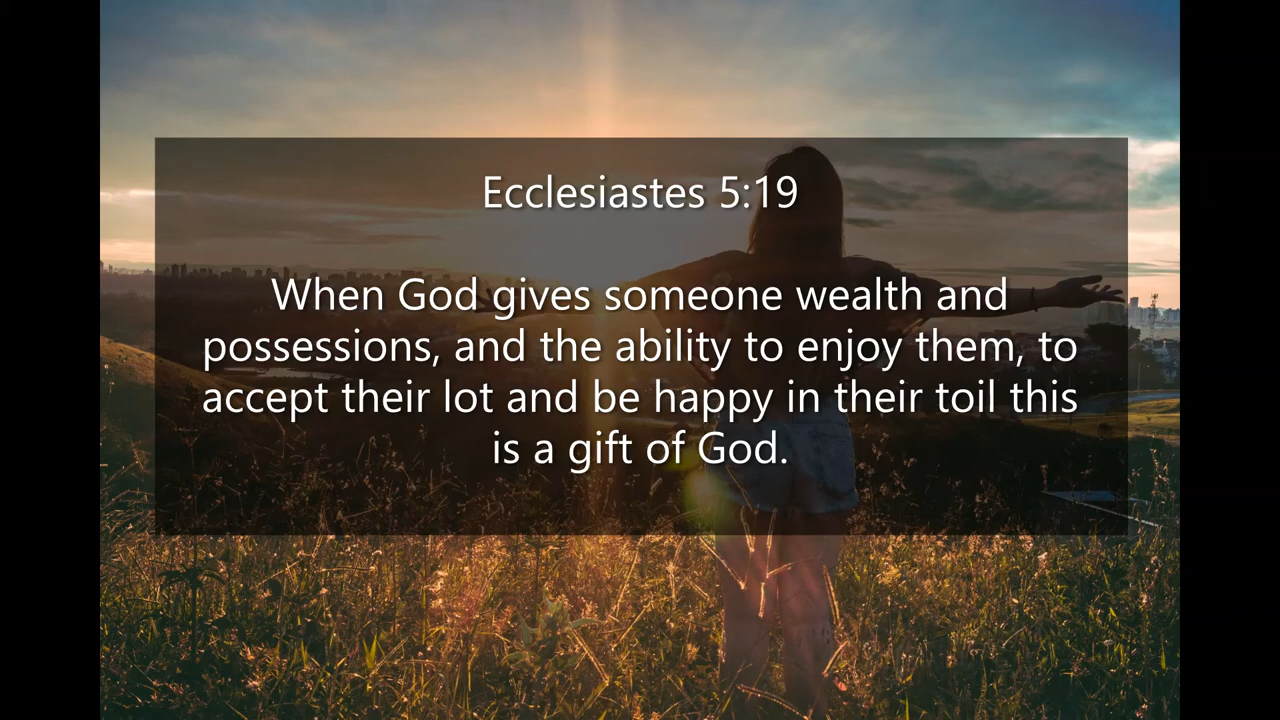 Ecclesiastes 5:19
When God gives someone wealth and
possessions, and the ability to enjoy them, to
accept their lot and be happy in their toil this
is a gift of God.